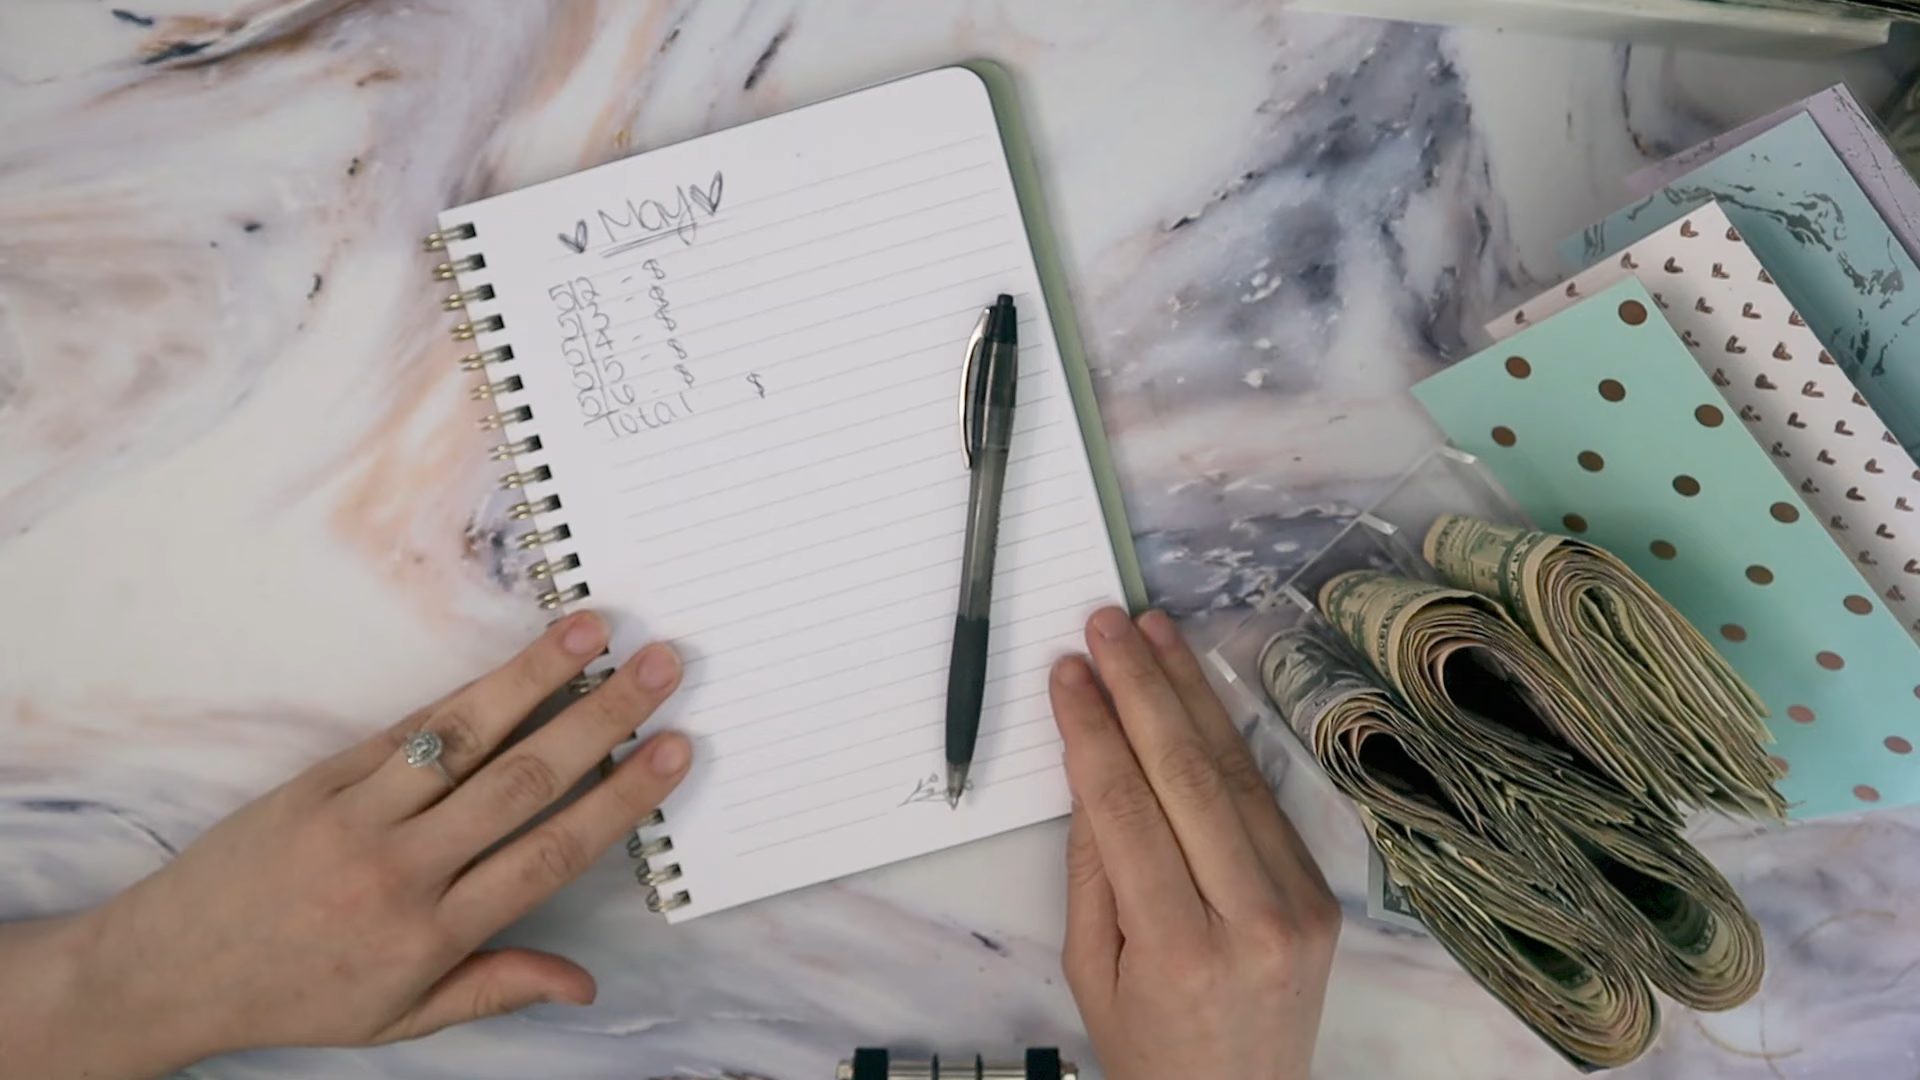 ♥ May ♥
5/2 - $
5/3 - $
5/4 - $
5/5 - $
5/6 - $
Total $